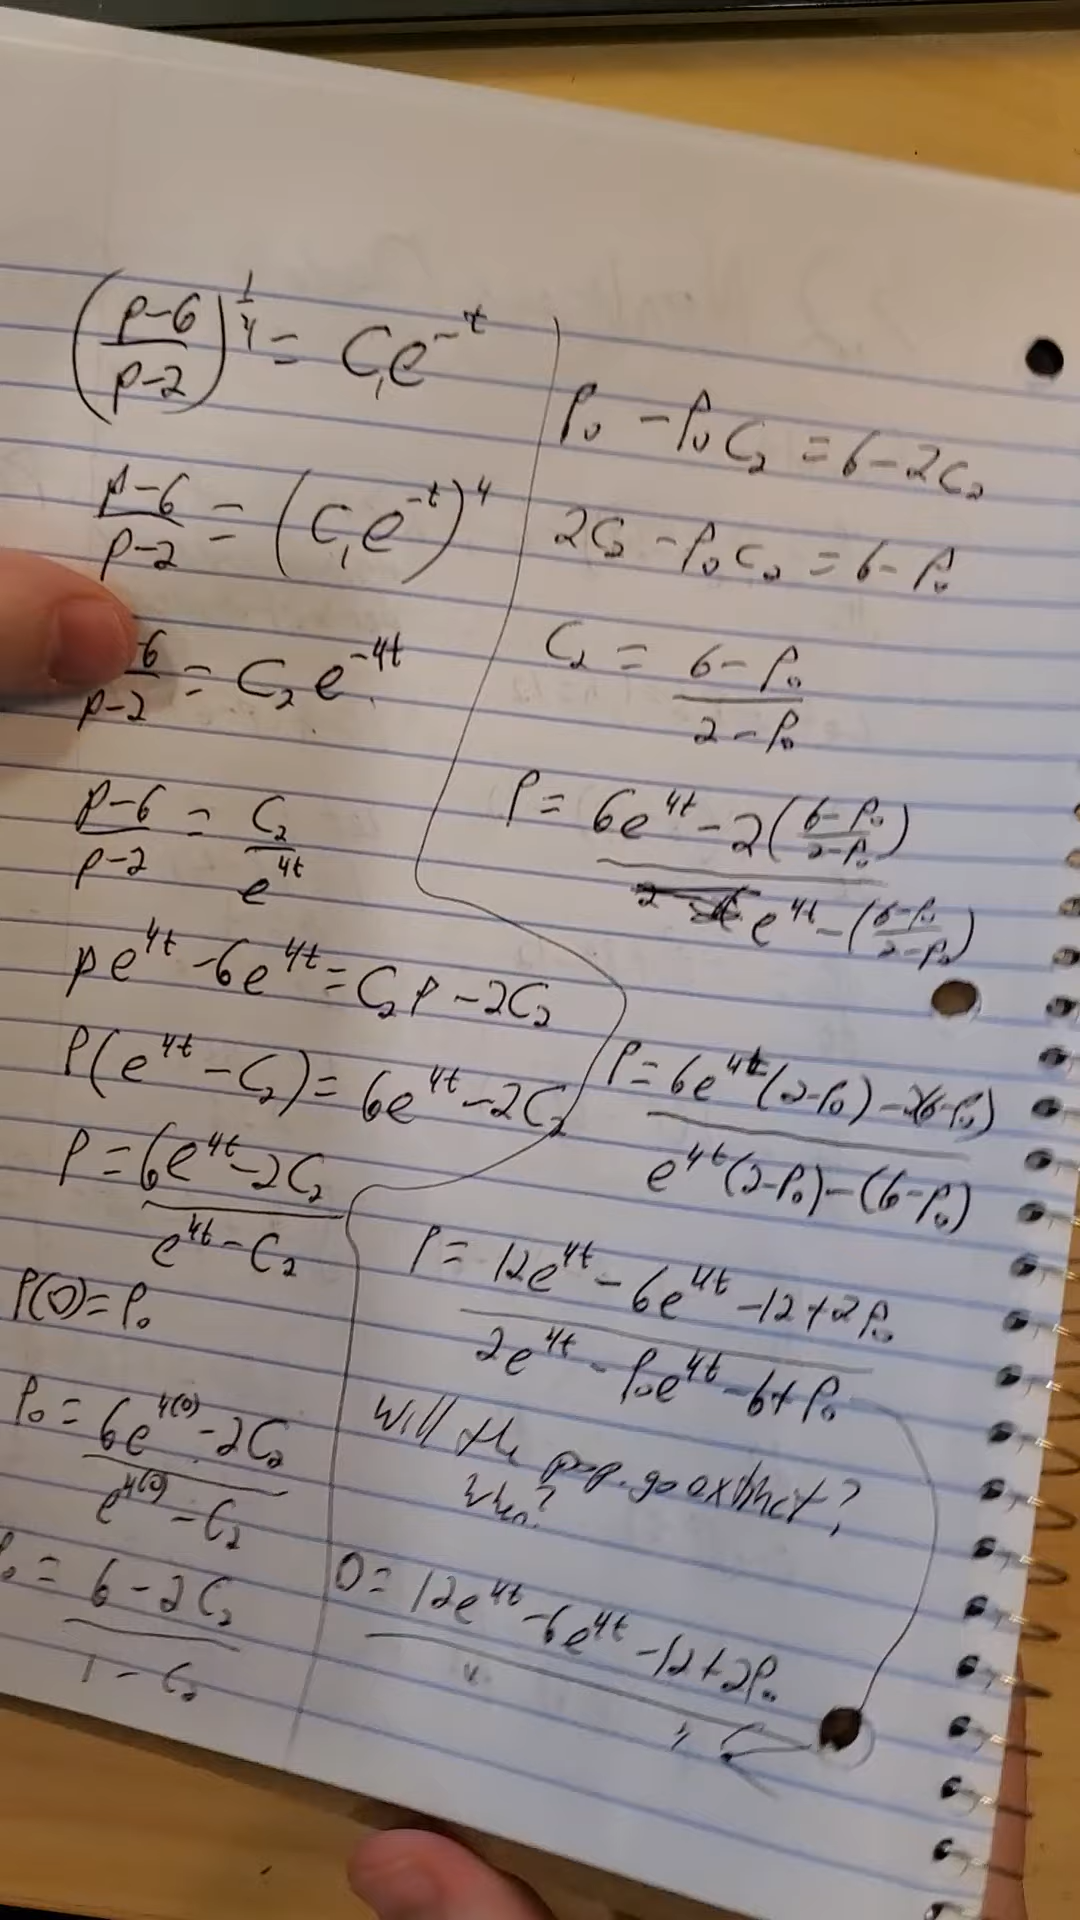 (p-6/p-2)^1/4 = C₁e^-t
p-6/p-2 = (C₁e^-t)^4
-6/p-2 = C₂e^-4t
p-6/p-2 = C₂/e^4t
pe^4t - 6e^4t = C₂p - 2C₂
P(e^4t - C₂) = 6e^4t - 2C₂
P = 6e^4t - 2C₂/e^4t - C₂
P(0) = P₀
P₀ = 6e^4(0) - 2C₂/e^4(0) - C₂
P₀ = 6 - 2C₂/1 - C₂
P₀ - P₀C₂ = 6 - 2C₂
2C₂ - P₀C₂ = 6 - P₀
C₂ = 6 - P₀/2 - P₀
P = 6e^4t - 2(6-P₀/2-P₀)/e^4t - (6-P₀/2-P₀)
P = 6e^4t(2-P₀) - 2(6-P₀)/e^4t(2-P₀) - (6-P₀)
P = 12e^4t - 6e^4t - 12 + 2P₀/2e^4t - P₀e^4t - 6 + P₀
Will the pop. go extinct?
When?
0 = 12e^4t - 6e^4t - 12 + 2P₀